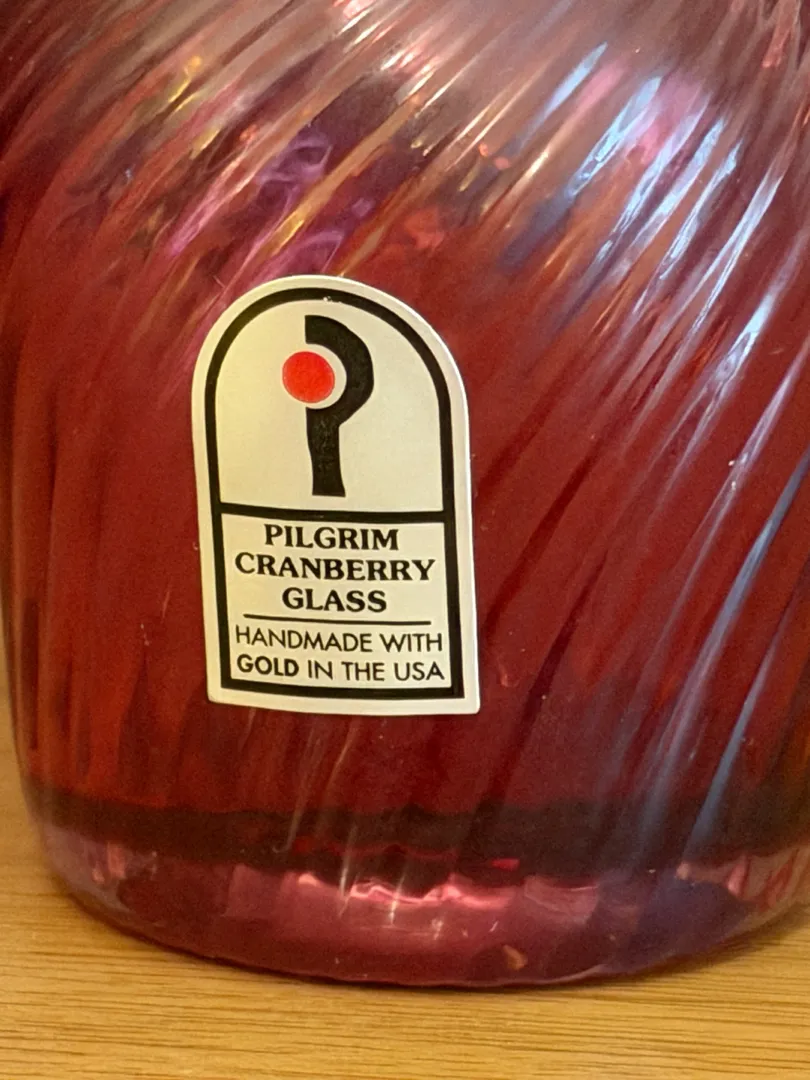 PILGRIM
CRANBERRY
GLASS
HANDMADE WITH
GOLD IN THE USA